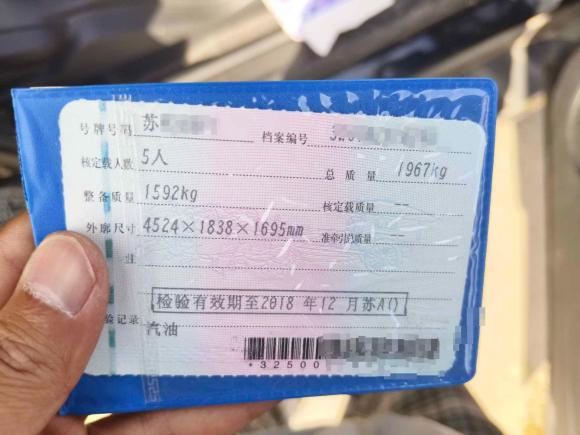 号牌号码 苏 档案编号
核定载人数 5人 总质量 1967kg
整备质量 1592kg 核定载质量 --
外廓尺寸 4524×1838×1695mm 准牵引总质量 --
注
检验有效期至2018 年12 月苏A()
验记录
汽油
*32500